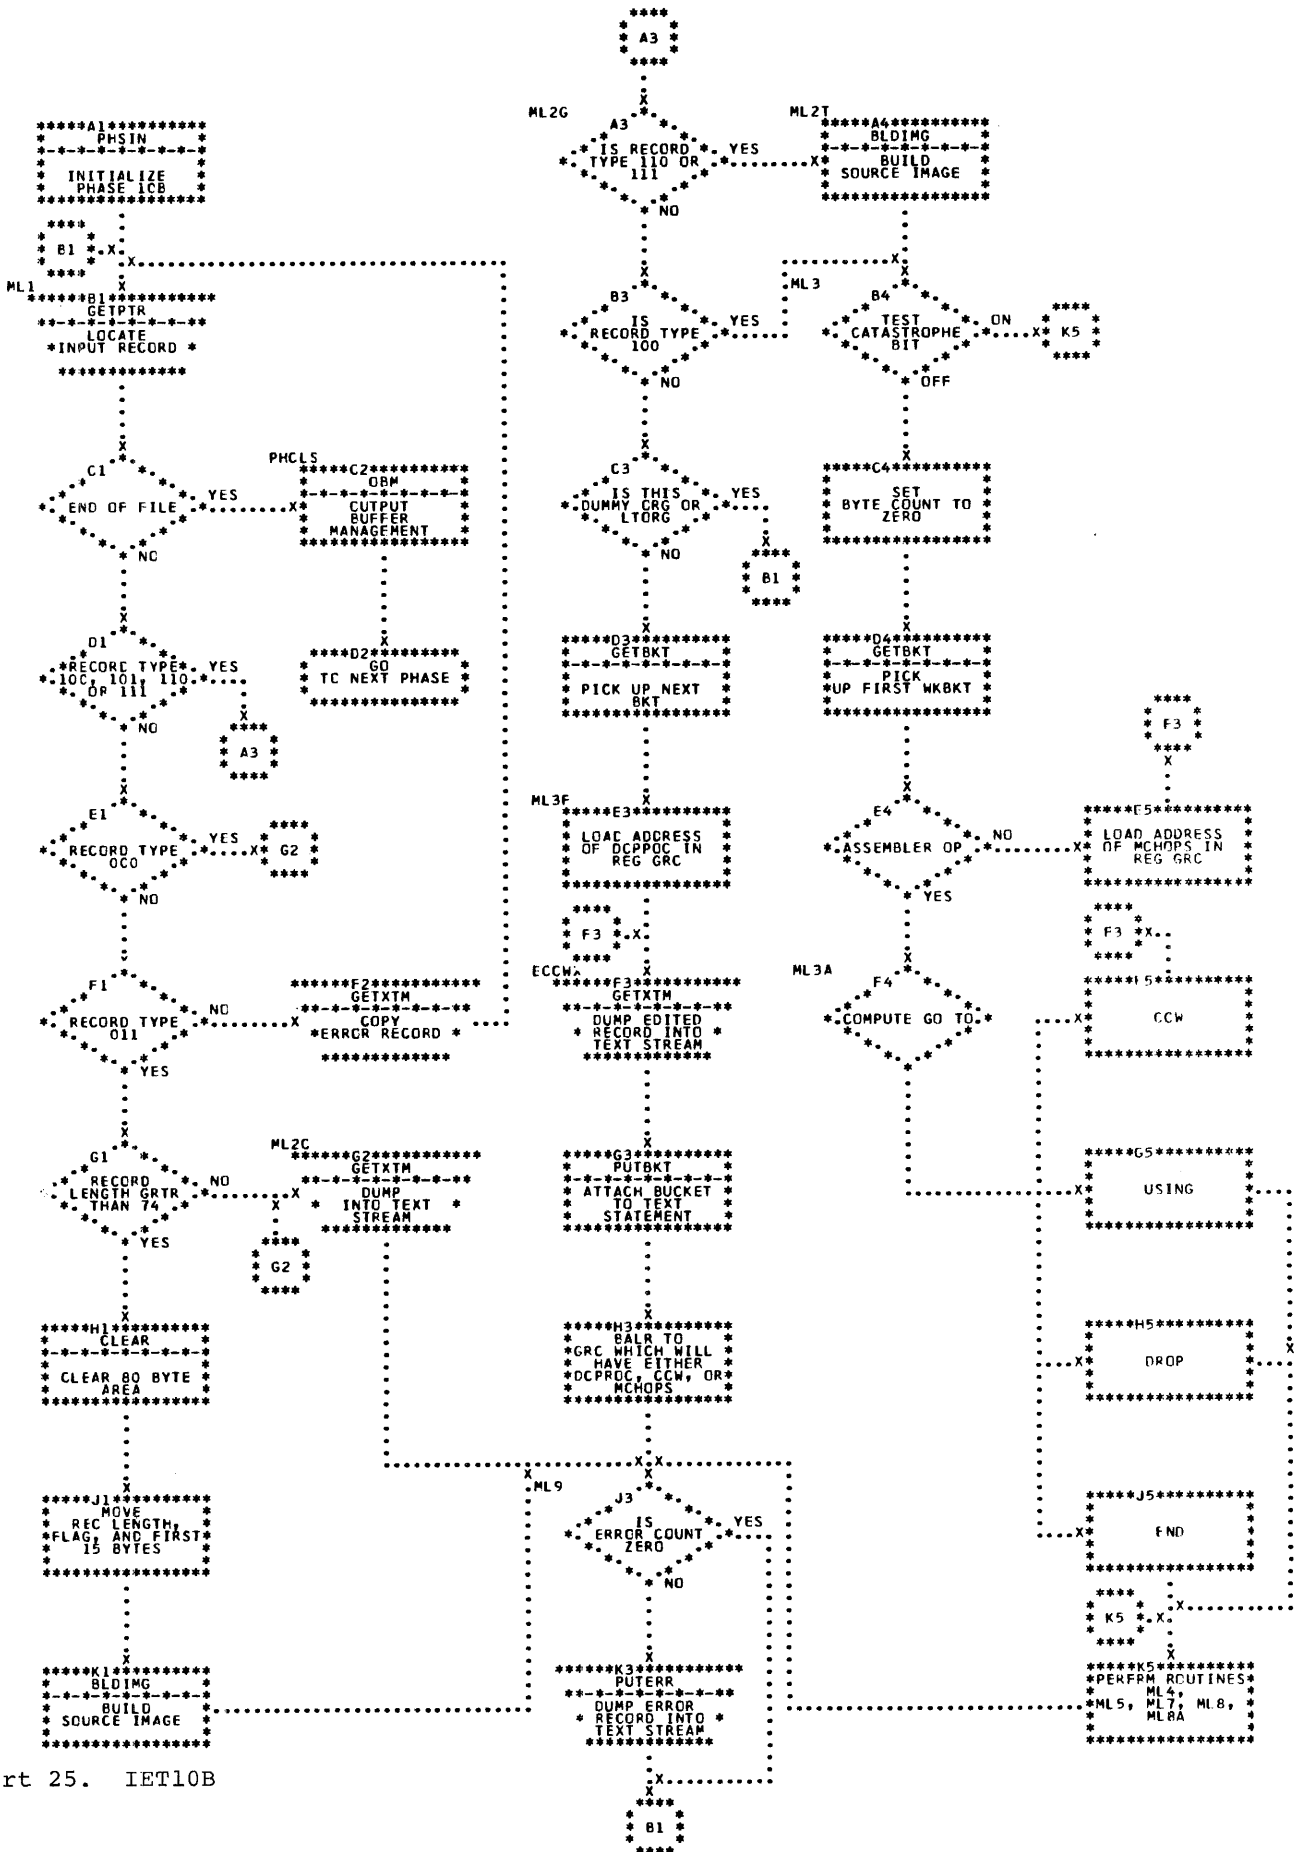 A3
ML2G
ML2T
A1
PHSIN
INITIALIZE
PHASE ICB
A3
IS RECORD
TYPE 110 OR
111
YES
NO
A4
BLDIMG
BUILD
SOURCE IMAGE
B1
ML1
B1
GETPTR
LOCATE
INPUT RECORD
B3
IS
RECORD TYPE
100
YES
NO
ML3
B4
TEST
CATASTROPHE
BIT
ON
OFF
K5
C1
END OF FILE
YES
NO
PHCLS
C2
OBM
CUTPUT
BUFFER
MANAGEMENT
C3
IS THIS
DUMMY CRG OR
LTORG
YES
NO
B1
C4
SET
BYTE COUNT TO
ZERO
D1
RECORD TYPE
10C, 101, 110
OR 111
YES
NO
A3
D2
GO
TC NEXT PHASE
D3
GETBKT
PICK UP NEXT
BKT
D4
GETBKT
PICK
UP FIRST WKBKT
F3
E1
RECORD TYPE
0C0
YES
NO
G2
ML3F
E3
LOAD ADDRESS
OF DCPPOC IN
REG GRC
E4
ASSEMBLER OP
NO
YES
E5
LOAD ADDRESS
OF MCHOPS IN
REG GRC
F3
F3
F1
RECORD TYPE
011
NO
YES
F2
GETXTM
COPY
ERROR RECORD
ECCWX
F3
GETXTM
DUMP EDITED
RECORD INTO
TEXT STREAM
ML3A
F4
COMPUTE GO TO
F5
CCW
G1
RECORD
LENGTH GRTR
THAN 74
NO
YES
ML2C
G2
GETXTM
DUMP
INTO TEXT
STREAM
G2
G3
PUTBKT
ATTACH BUCKET
TO TEXT
STATEMENT
G5
USING
H1
CLEAR
CLEAR 80 BYTE
AREA
H3
BALR TO
GRC WHICH WILL
HAVE EITHER
DCPROC, CCW, OR
MCHOPS
H5
DROP
J1
MOVE
REC LENGTH,
FLAG, AND FIRST
15 BYTES
ML9
J3
IS
ERROR COUNT
ZERO
YES
NO
J5
END
K5
K1
BLDIMG
BUILD
SOURCE IMAGE
K3
PUTERR
DUMP ERROR
RECORD INTO
TEXT STREAM
K5
PERFRM ROUTINES
ML4,
ML5, ML7, ML8,
ML8A
rt 25. IET10B
B1